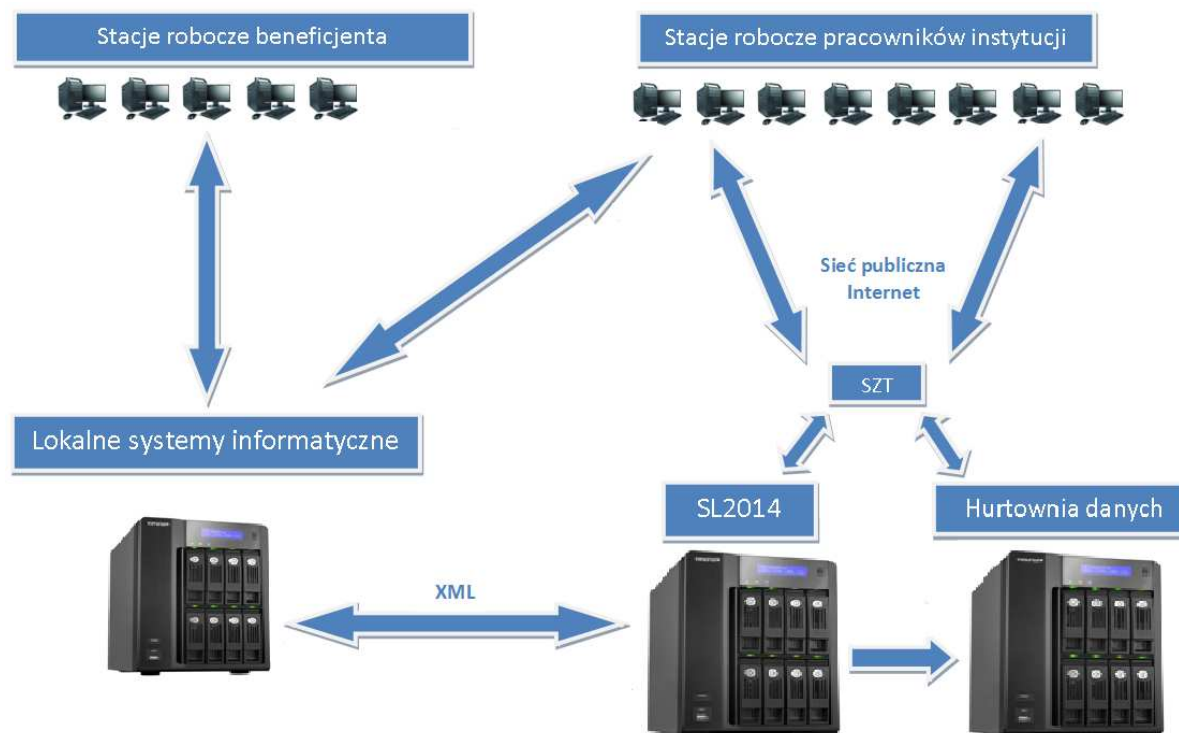 Stacje robocze beneficjenta
Stacje robocze pracowników instytucji
Sieć publiczna
Internet
SZT
Lokalne systemy informatyczne
SL2014
Hurtownia danych
XML